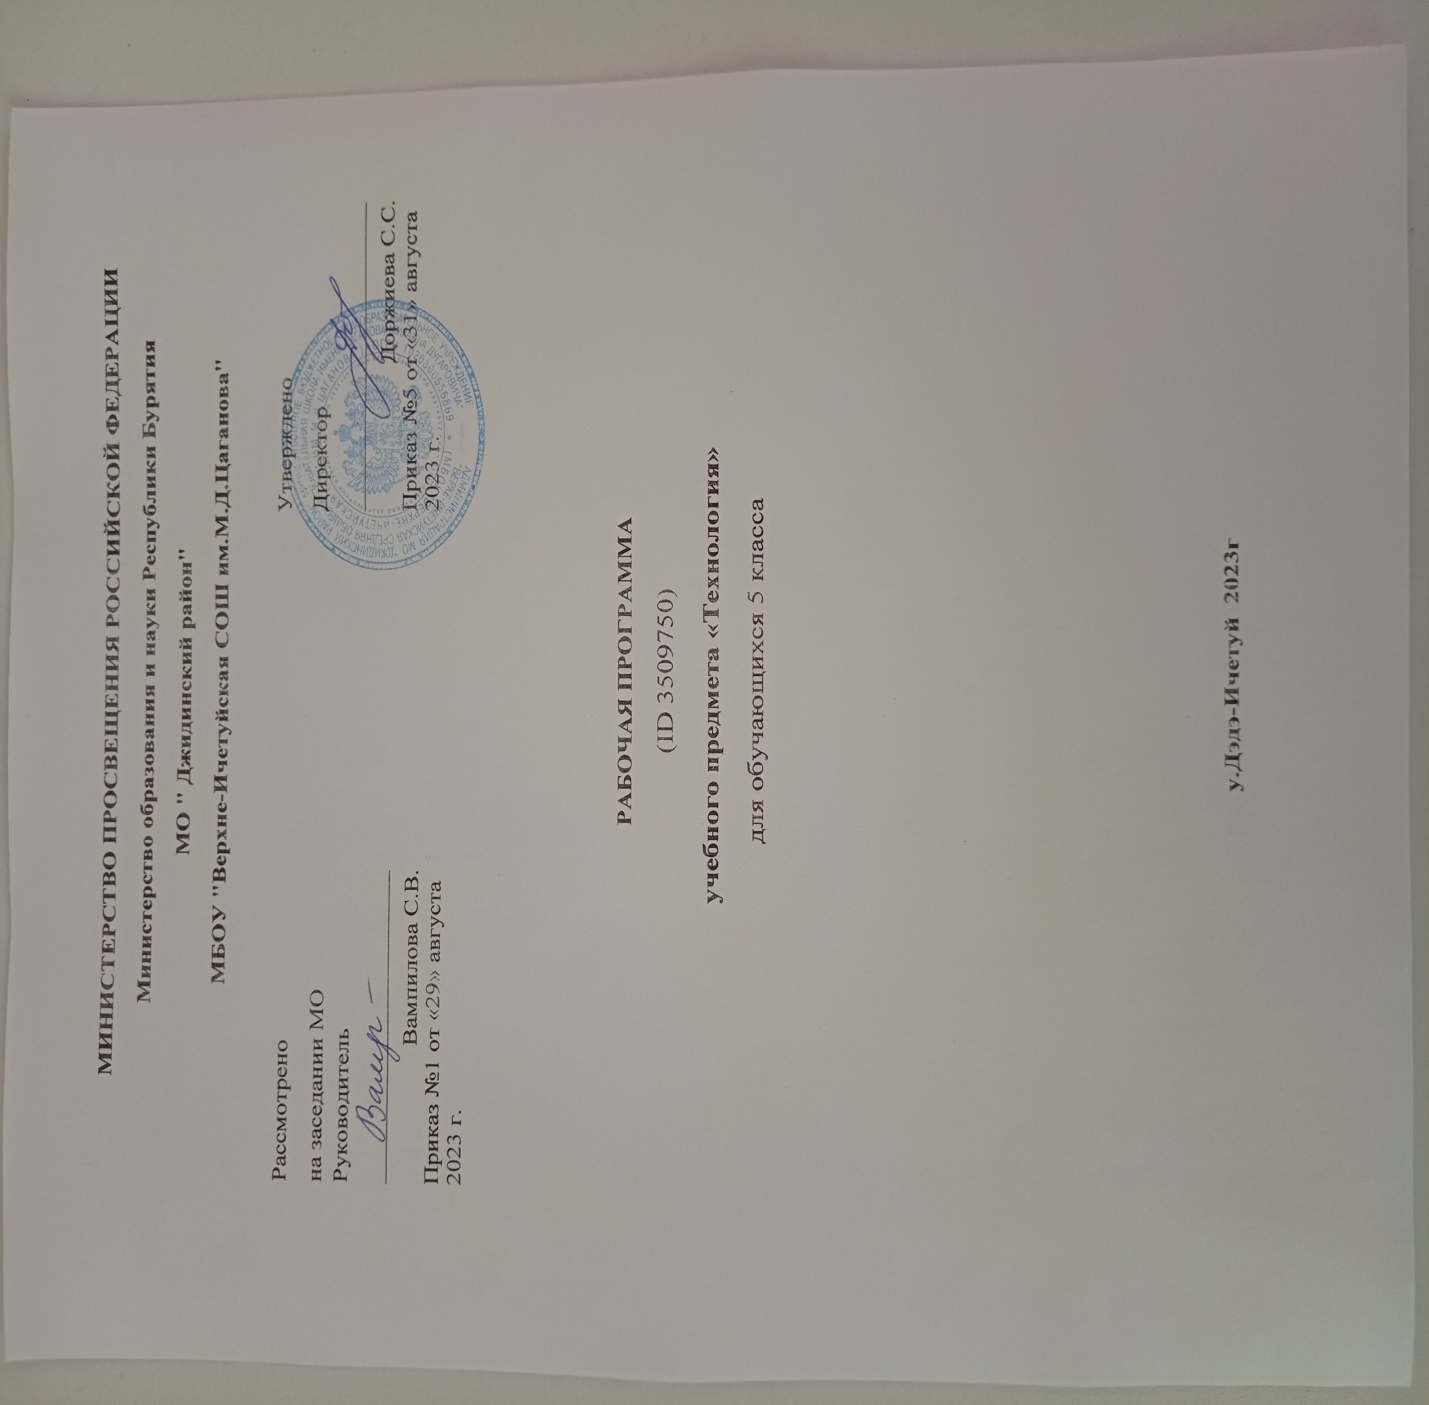 МИНИСТЕРСТВО ПРОСВЕЩЕНИЯ РОССИЙСКОЙ ФЕДЕРАЦИИ
Министерство образования и науки Республики Бурятия
МО " Джидинский район"
МБОУ "Верхне-Ичетуйская СОШ им.М.Д.Цаганова"
Рассмотрено
на заседании МО
Руководитель
Вампилова С.В.
Приказ №1 от «29» августа
2023 г.
Утверждено
Директор
Доржиева С.С.
Приказ №5 от «31» августа
2023 г.
РАБОЧАЯ ПРОГРАММА
(ID 3509750)
учебного предмета «Технология»
для обучающихся 5 класса
у.Дэдэ-Ичетуй 2023г